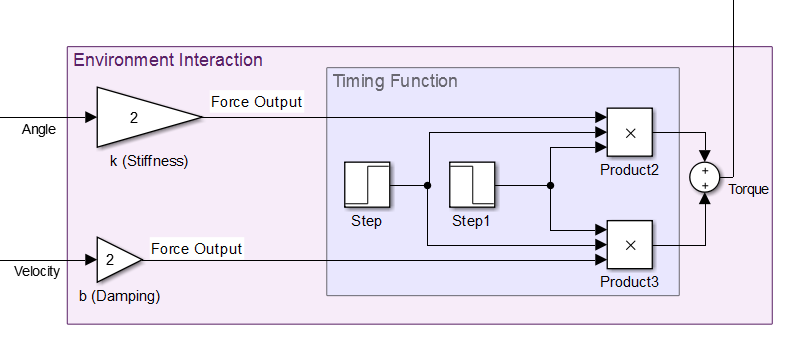 Environment Interaction
Timing Function
Force Output
2
Angle
k (Stiffness)
×
Product2
Step
Step1
+
+
Torque
Force Output
2
Velocity
b (Damping)
×
Product3